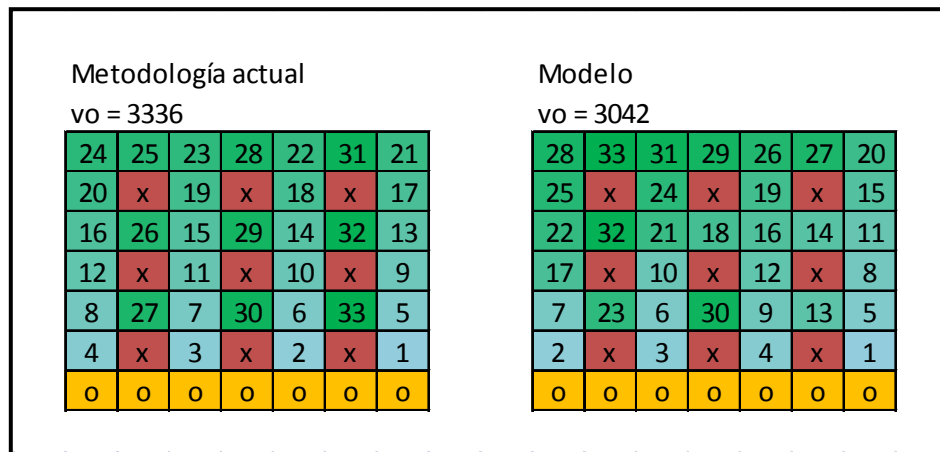 Metodología actual
vo = 3336
24 25 23 28 22 31 21
20 x 19 x 18 x 17
16 26 15 29 14 32 13
12 x 11 x 10 x 9
8 27 7 30 6 33 5
4 x 3 x 2 x 1
o o o o o o o
Modelo
vo = 3042
28 33 31 29 26 27 20
25 x 24 x 19 x 15
22 32 21 18 16 14 11
17 x 10 x 12 x 8
7 23 6 30 9 13 5
2 x 3 x 4 x 1
o o o o o o o